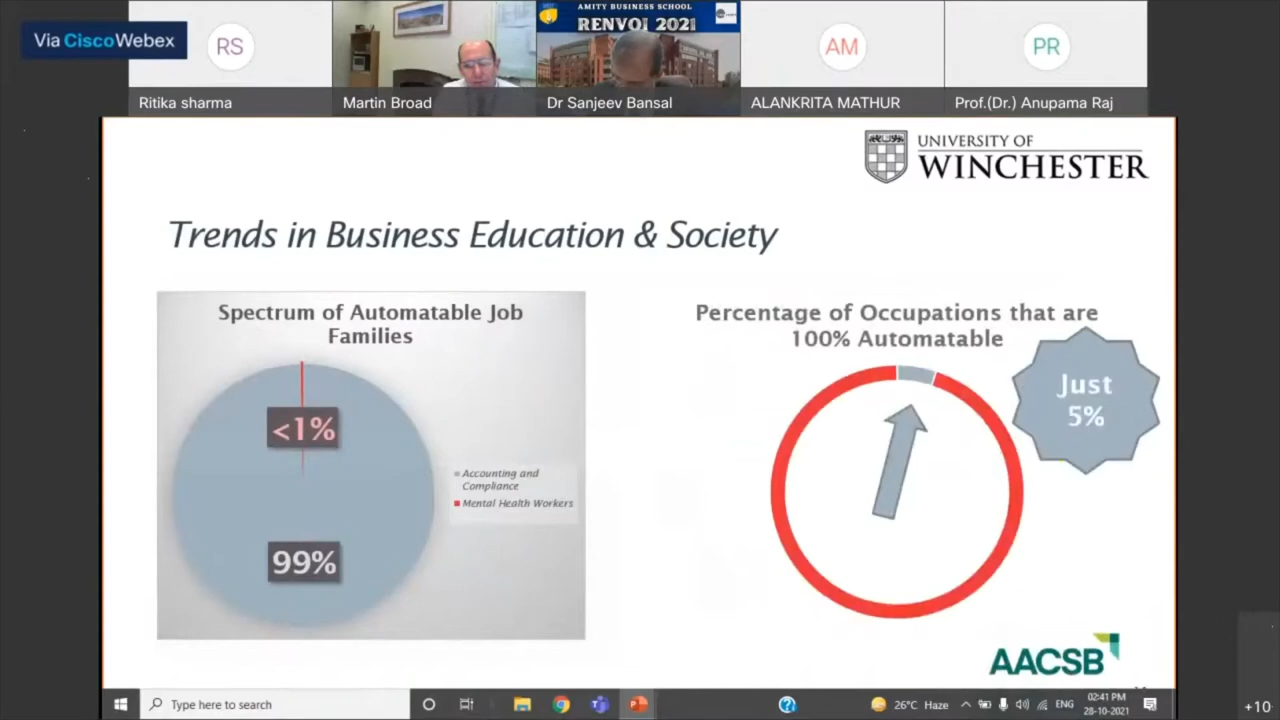 Via CiscoWebex
RS
AMITY BUSINESS SCHOOL
RENVOI 2021
AM
PR
Ritika sharma
Martin Broad
Dr Sanjeev Bansal
ALANKRITA MATHUR
Prof.(Dr.) Anupama Raj
UNIVERSITY OF
WINCHESTER
Trends in Business Education & Society
Spectrum of Automatable Job
Families
<1%
99%
Accounting and
Compliance
Mental Health Workers
Percentage of Occupations that are
100% Automatable
Just
5%
AACSB
Type here to search
26°C Haze
ENG
02:41 PM
28-10-2021
+10